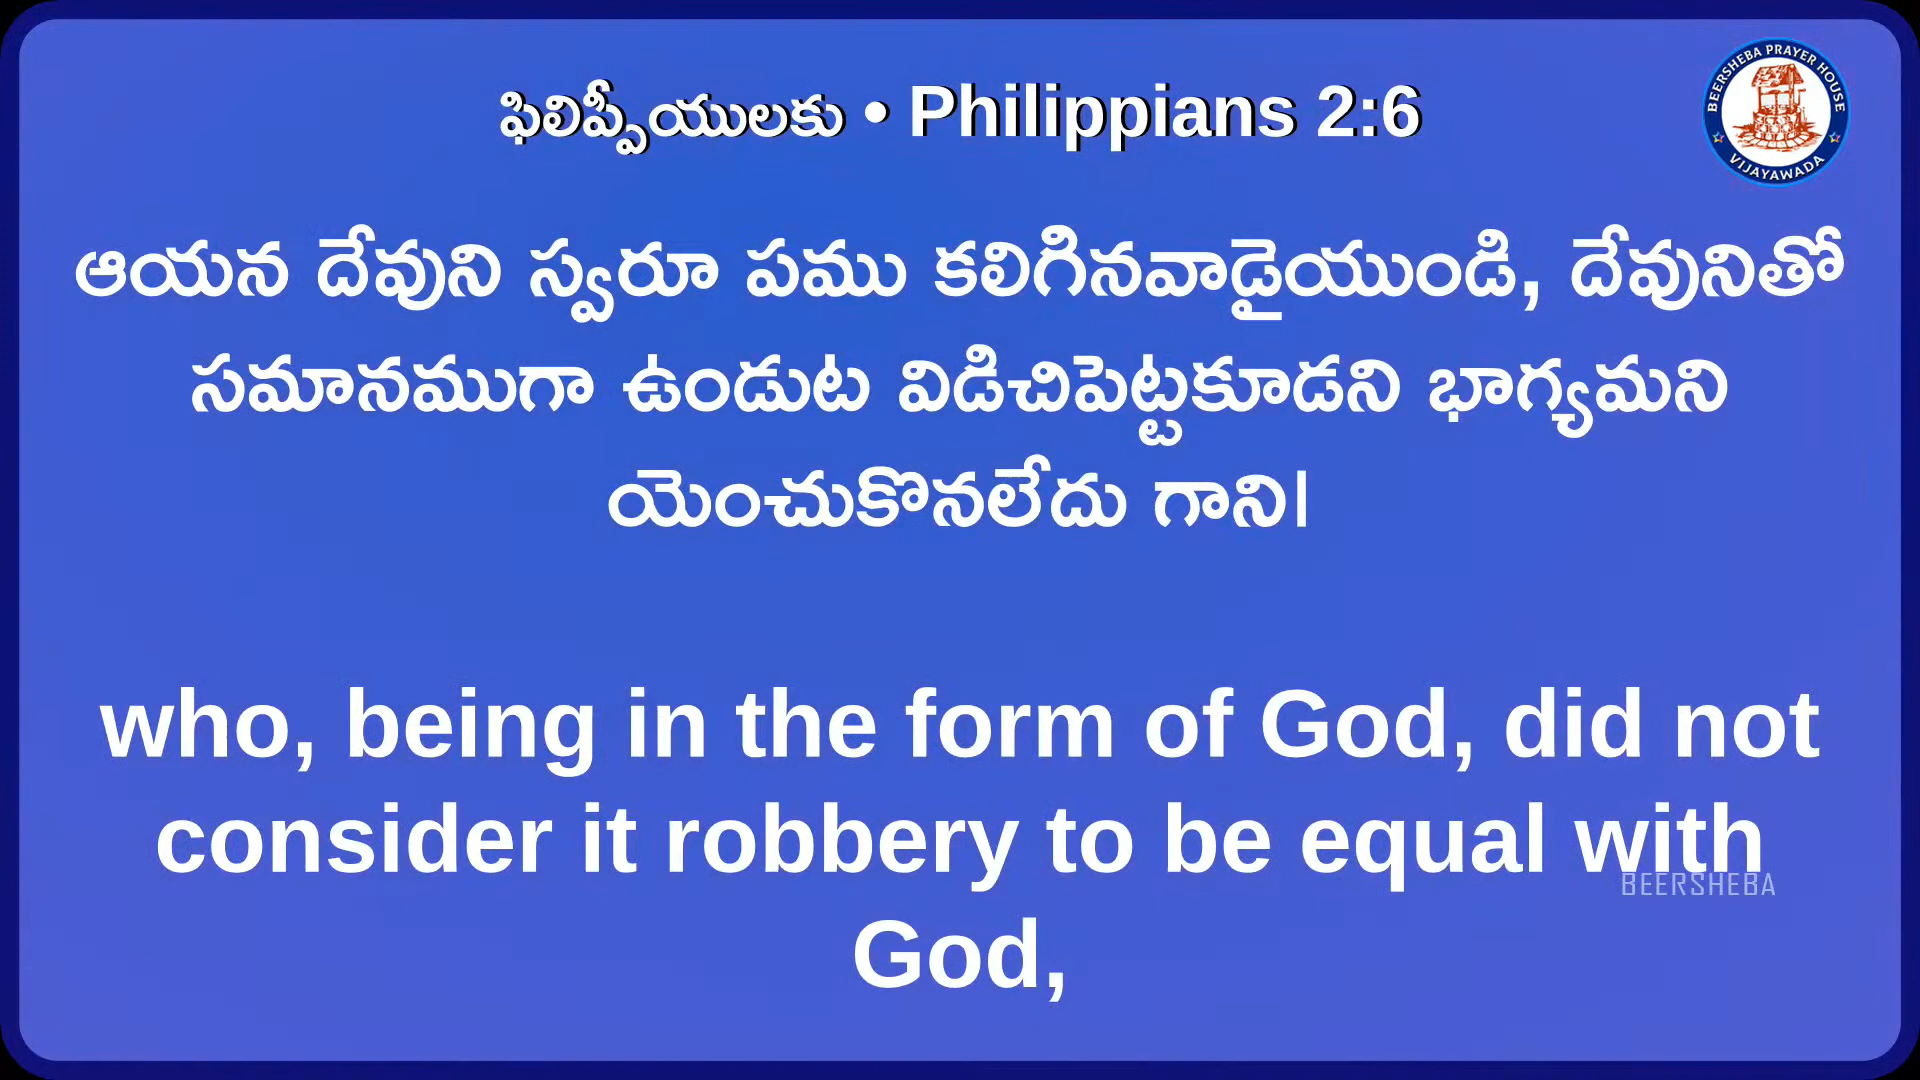 ఫిలిప్పీయులకు • Philippians 2:6
BEERSHEBA PRAYER HOUSE
VIJAYAWADA
ఆయన దేవుని స్వరూ పము కలిగినవాడైయుండి, దేవునితో
సమానముగా ఉండుట విడిచిపెట్టకూడని భాగ్యమని
యెంచుకొనలేదు గాని।
who, being in the form of God, did not
consider it robbery to be equal with
BEERSHEBA
God,